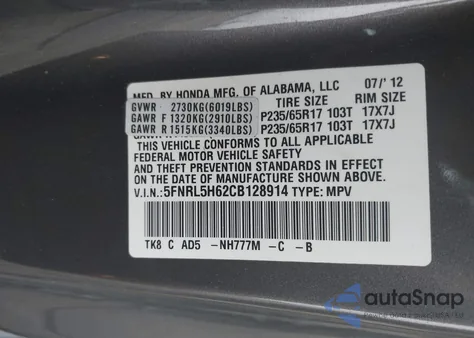 MFD. BY HONDA MFG. OF ALABAMA, LLC 07/'12
GVWR 2730KG(6019LBS) TIRE SIZE RIM SIZE
GAWR F 1320KG(2910LBS) P235/65R17 103T 17X7J
GAWR R 1515KG(3340LBS) P235/65R17 103T 17X7J
THIS VEHICLE CONFORMS TO ALL APPLICABLE
FEDERAL MOTOR VEHICLE SAFETY
AND THEFT PREVENTION STANDARDS IN EFFECT
ON THE DATE OF MANUFACTURE SHOWN ABOVE.
V.I.N.: 5FNRL5H62CB128914 TYPE: MPV
TK8 C AD5 -NH777M -C -B
autoSnap